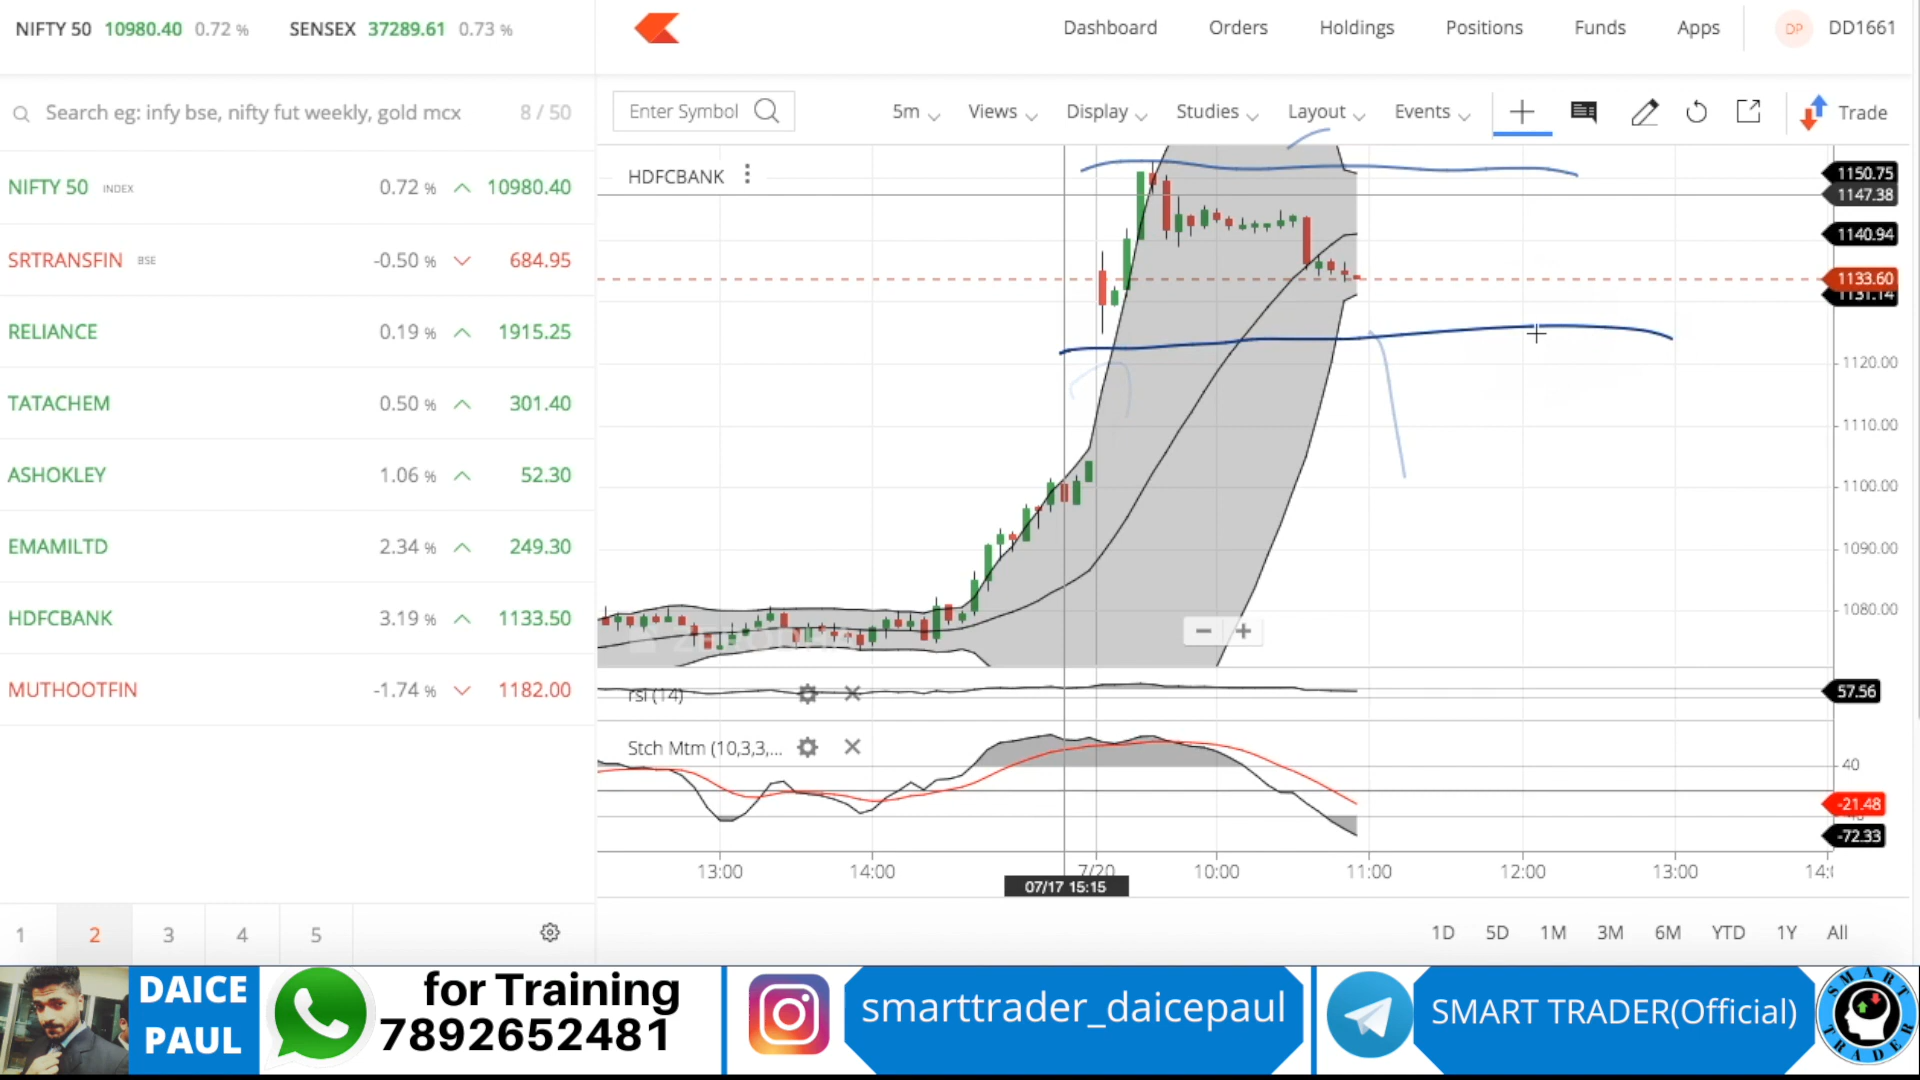 NIFTY 50 10980.40 0.72 % SENSEX 37289.61 0.73 %
Dashboard Orders Holdings Positions Funds Apps DP DD1661
Search eg: infy bse, nifty fut weekly, gold mcx 8 / 50
Enter Symbol 5m Views Display Studies Layout Events Trade
NIFTY 50 INDEX 0.72 % 10980.40
SRTRANSFIN BSE -0.50 % 684.95
RELIANCE 0.19 % 1915.25
TATACHEM 0.50 % 301.40
ASHOKLEY 1.06 % 52.30
EMAMILTD 2.34 % 249.30
HDFCBANK 3.19 % 1133.50
MUTHOOTFIN -1.74 % 1182.00
1 2 3 4 5
HDFCBANK
1150.75
1147.38
1140.94
1133.60
1131.14
1120.00
1110.00
1100.00
1090.00
1080.00
rsi (14)
57.56
Stch Mtm (10,3,3,...
40
-21.48
-72.33
13:00 14:00 7/20 10:00 11:00 12:00 13:00
07/17 15:15
1D 5D 1M 3M 6M YTD 1Y All
DAICE
PAUL
for Training
7892652481
smarttrader_daicepaul
SMART TRADER(Official)
SMART
TRADER